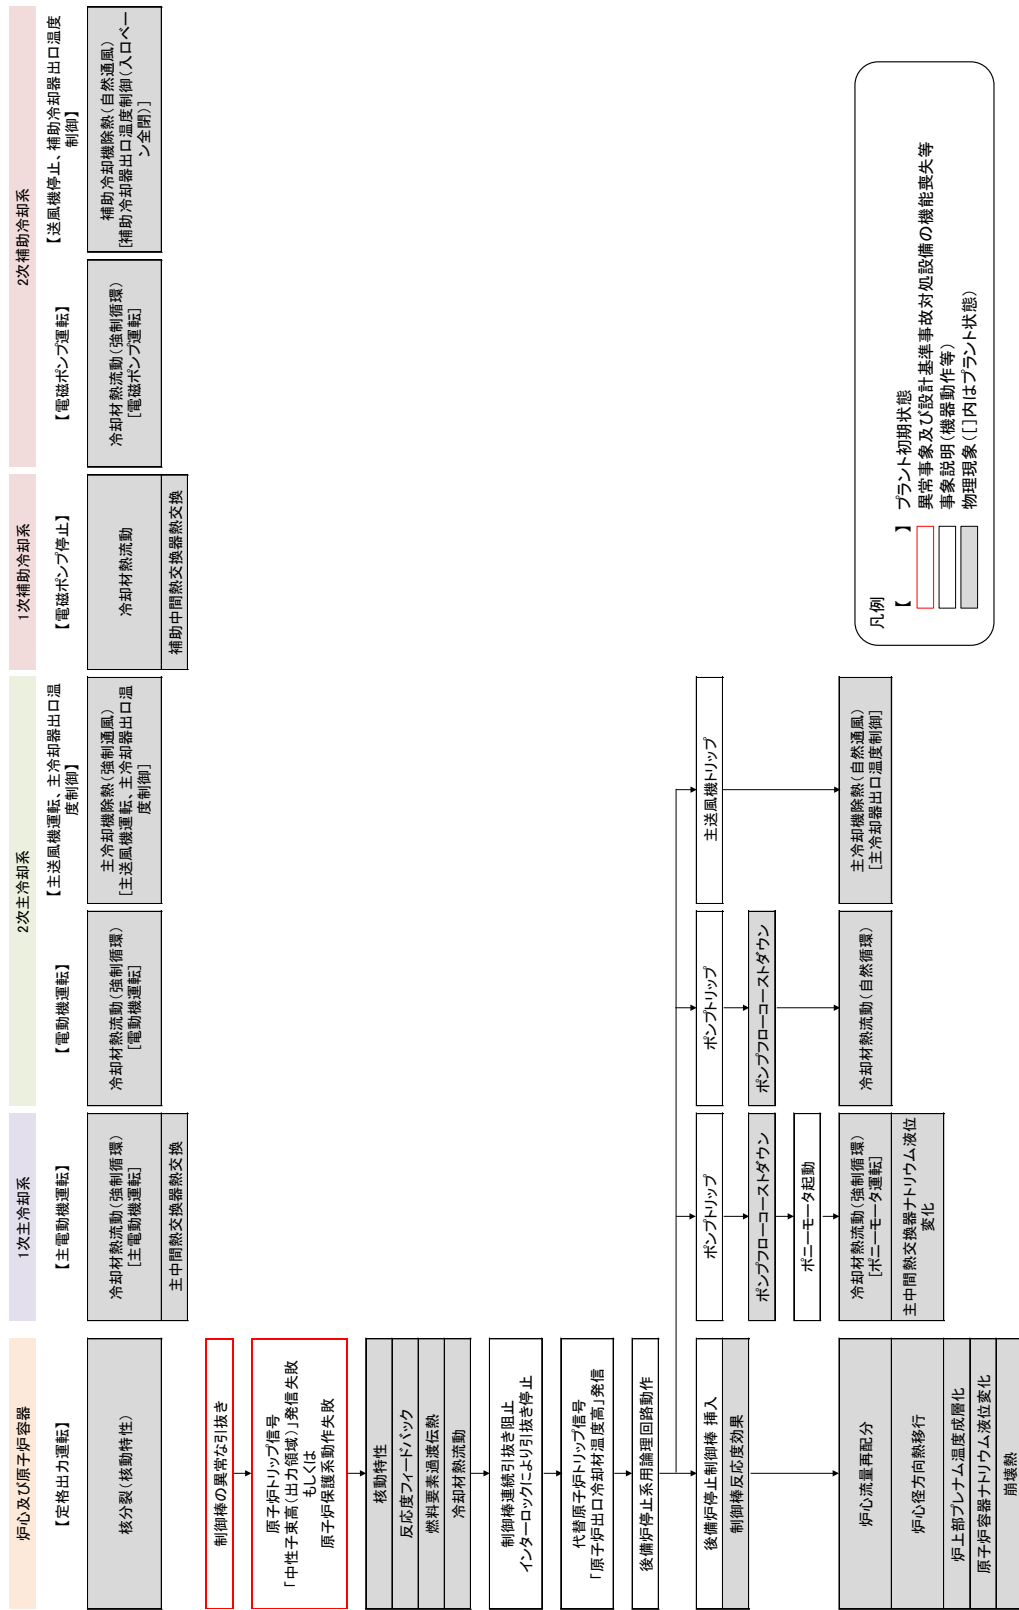 炉心及び原子炉容器
【定格出力運転】
核分裂(核動特性)
制御棒の異常な引抜き
原子炉トリップ信号
「中性子束高(出力領域)」発信失敗
もしくは
原子炉保護系動作失敗
核動特性
反応度フィードバック
燃料要素過渡伝熱
冷却材熱流動
制御棒連続引抜き阻止
インターロックにより引抜き停止
代替原子炉トリップ信号
「原子炉出口冷却材温度高」発信
後備炉停止系用論理回路動作
後備炉停止制御棒 挿入
制御棒反応度効果
炉心流量再配分
炉心径方向熱移行
炉上部プレナム温度成層化
原子炉容器ナトリウム液位変化
崩壊熱
1次主冷却系
【主電動機運転】
冷却材熱流動(強制循環)
[主電動機運転]
主中間熱交換器熱交換
ポンプトリップ
ポンプフローコーストダウン
ポニーモータ起動
冷却材熱流動(強制循環)
[ポニーモータ運転]
主中間熱交換器ナトリウム液位
変化
2次主冷却系
【電動機運転】
冷却材熱流動(強制循環)
[電動機運転]
ポンプトリップ
ポンプフローコーストダウン
冷却材熱流動(自然循環)
【主送風機運転、主冷却器出口温
度制御】
主冷却機除熱(強制通風)
[主送風機運転、主冷却器出口温
度制御]
主送風機トリップ
主冷却機除熱(自然通風)
[主冷却器出口温度制御]
1次補助冷却系
【電磁ポンプ停止】
冷却材熱流動
補助中間熱交換器熱交換
2次補助冷却系
【電磁ポンプ運転】
冷却材熱流動(強制循環)
[電磁ポンプ運転]
【送風機停止、補助冷却器出口温度
制御】
補助冷却機除熱(自然通風)
[補助冷却器出口温度制御(入口ベー
ン全閉)]
凡例
【 】 プラント初期状態
異常事象及び設計基準事故対処設備の機能喪失等
事象説明(機器動作等)
物理現象([]内はプラント状態)